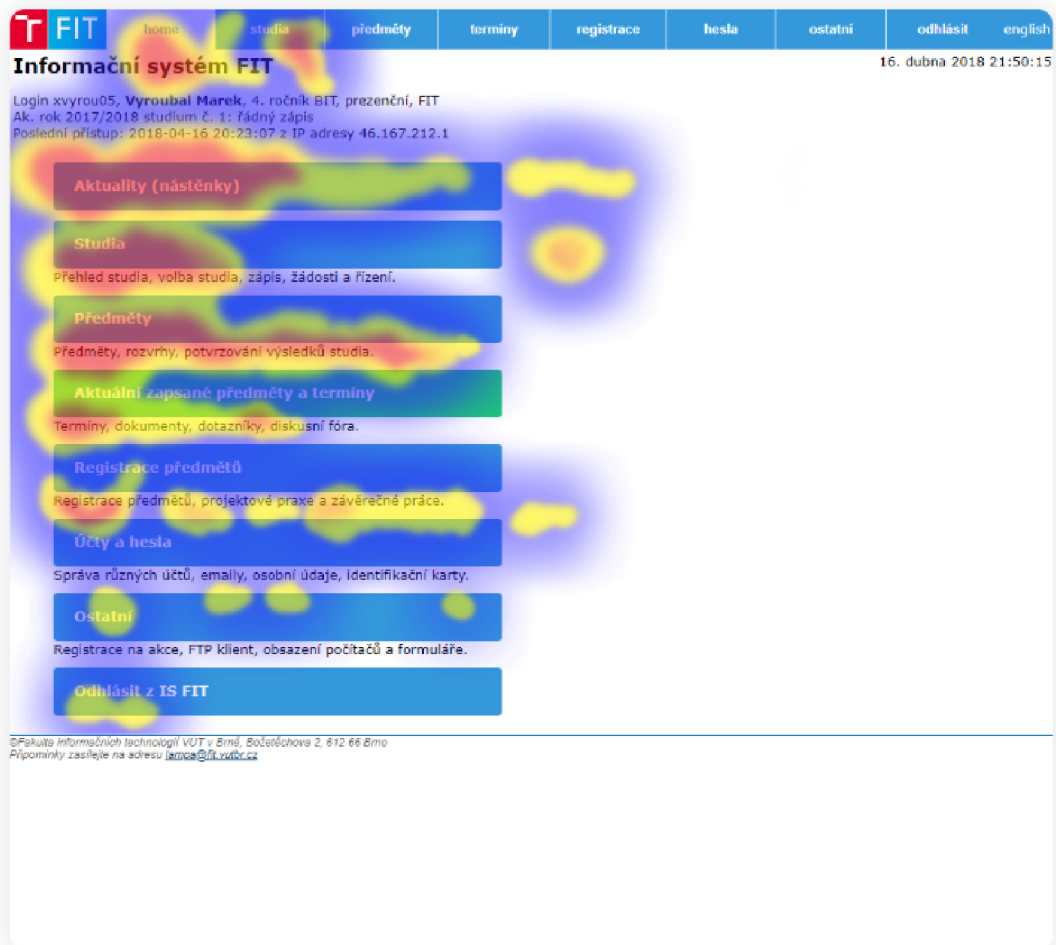 FIT home studia předměty termíny registrace hesla ostatní odhlásit english
Informační systém FIT
16. dubna 2018 21:50:15
Login xvyrou05, Vyroubal Marek, 4. ročník BIT, prezenční, FIT
Ak. rok 2017/2018 studium č. 1: řádný zápis
Poslední přístup: 2018-04-16 20:23:07 z IP adresy 46.167.212.1
Aktuality (nástěnky)
Studia
Přehled studia, volba studia, zápis, žádosti a řízení.
Předměty
Předměty, rozvrhy, potvrzování výsledků studia.
Aktuální zapsané předměty a termíny
Termíny, dokumenty, dotazníky, diskusní fóra.
Registrace předmětů
Registrace předmětů, projektové praxe a závěrečné práce.
Účty a hesla
Správa různých účtů, emaily, osobní údaje, identifikační karty.
Ostatní
Registrace na akce, FTP klient, obsazení počítačů a formuláře.
Odhlásit z IS FIT
©Fakulta informačních technologií VUT v Brně, Božetěchova 2, 612 66 Brno
Připomínky zasílejte na adresu lampa@fit.vutbr.cz